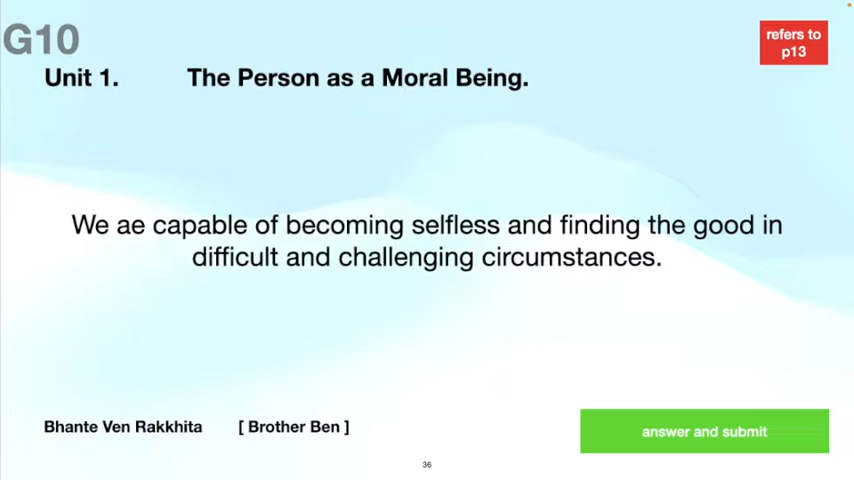 G10
refers to
p13
Unit 1. The Person as a Moral Being.
We ae capable of becoming selfless and finding the good in
difficult and challenging circumstances.
Bhante Ven Rakkhita [ Brother Ben ]
answer and submit
36